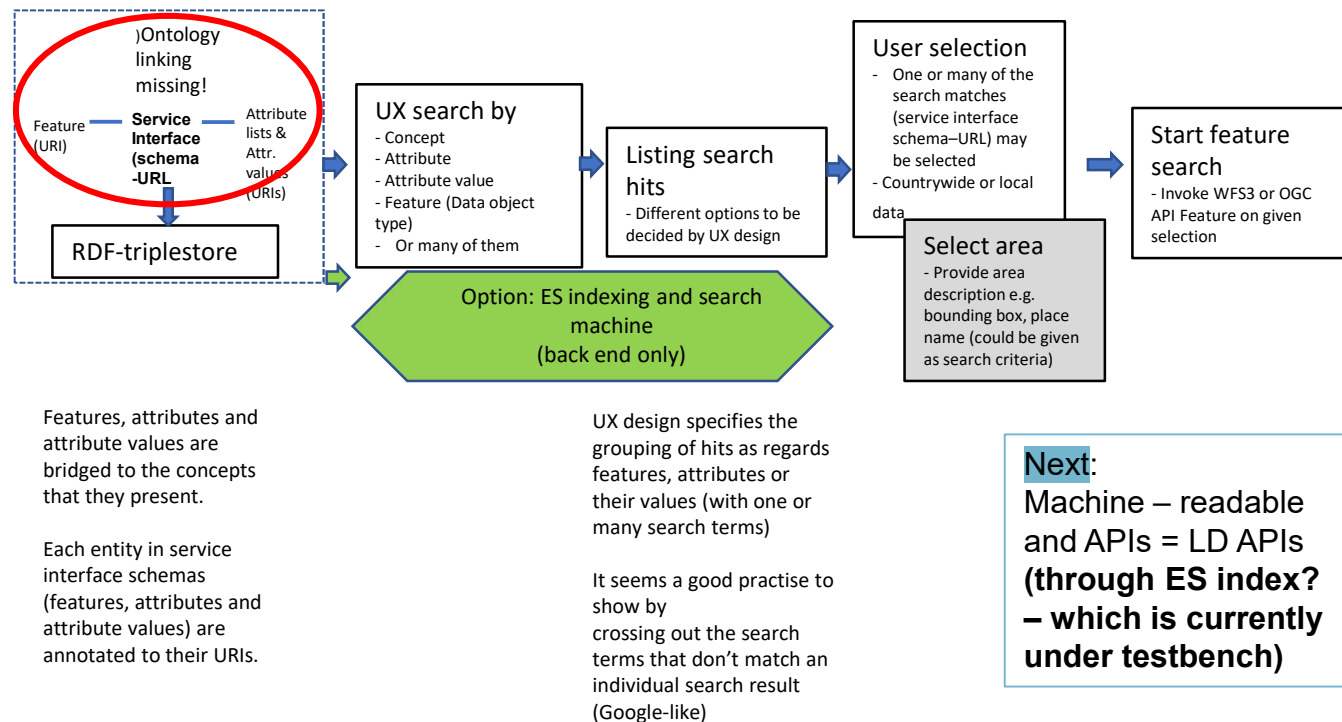 )Ontology
linking
missing!
Feature
(URI)
Service
Interface
(schema
-URL
Attribute
lists &
Attr.
values
(URIs)
RDF-triplestore
UX search by
- Concept
- Attribute
- Attribute value
- Feature (Data object
type)
- Or many of them
Listing search
hits
- Different options to be
decided by UX design
User selection
- One or many of the
search matches
(service interface
schema–URL) may
be selected
- Countrywide or local
data
Select area
- Provide area
description e.g.
bounding box, place
name (could be given
as search criteria)
Start feature
search
- Invoke WFS3 or OGC
API Feature on given
selection
Option: ES indexing and search
machine
(back end only)
Features, attributes and
attribute values are
bridged to the concepts
that they present.
Each entity in service
interface schemas
(features, attributes and
attribute values) are
annotated to their URIs.
UX design specifies the
grouping of hits as regards
features, attributes or
their values (with one or
many search terms)
It seems a good practise to
show by
crossing out the search
terms that don’t match an
individual search result
(Google-like)
Next:
Machine – readable
and APIs = LD APIs
(through ES index?
– which is currently
under testbench)